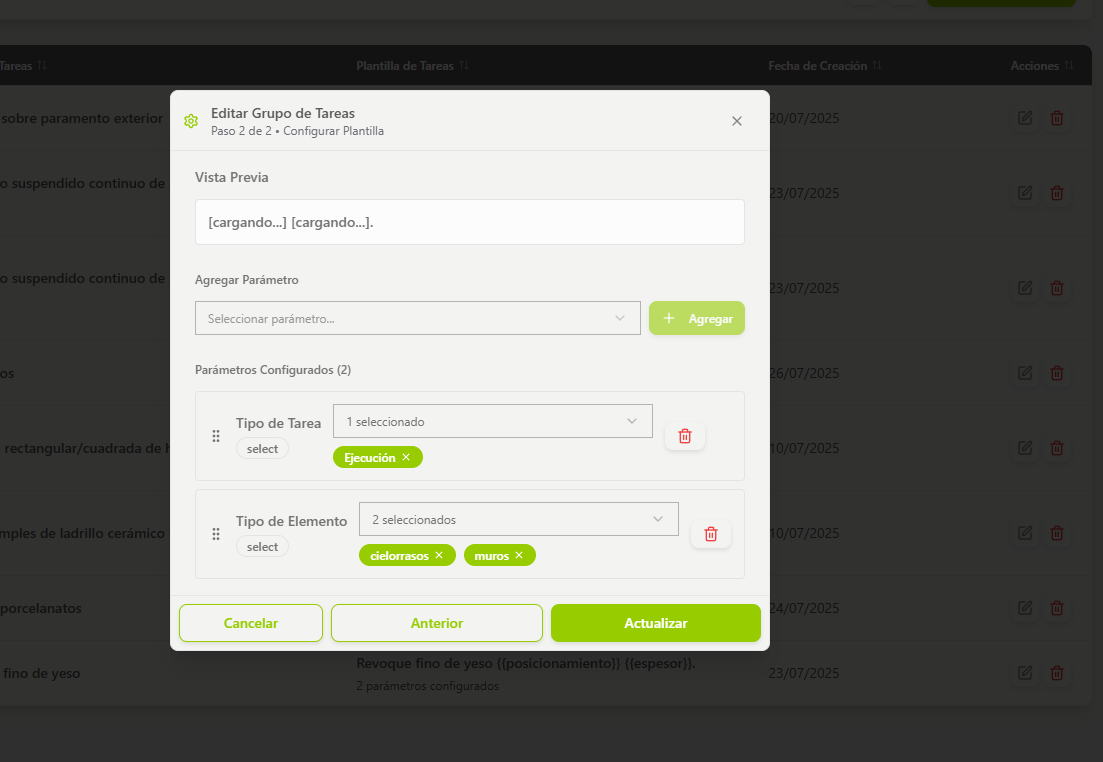 Tareas
Plantilla de Tareas
Fecha de Creación
Acciones
sobre paramento exterior
20/07/2025
o suspendido continuo de
23/07/2025
o suspendido continuo de
23/07/2025
os
26/07/2025
rectangular/cuadrada de h
10/07/2025
mples de ladrillo cerámico
10/07/2025
porcelanatos
24/07/2025
fino de yeso
Revoque fino de yeso {{posicionamiento}} {{espesor}}.
2 parámetros configurados
23/07/2025
Editar Grupo de Tareas
Paso 2 de 2 • Configurar Plantilla
Vista Previa
[cargando...] [cargando...].
Agregar Parámetro
Seleccionar parámetro...
Agregar
Parámetros Configurados (2)
Tipo de Tarea
select
1 seleccionado
Ejecución
Tipo de Elemento
select
2 seleccionados
cielorrasos
muros
Cancelar
Anterior
Actualizar